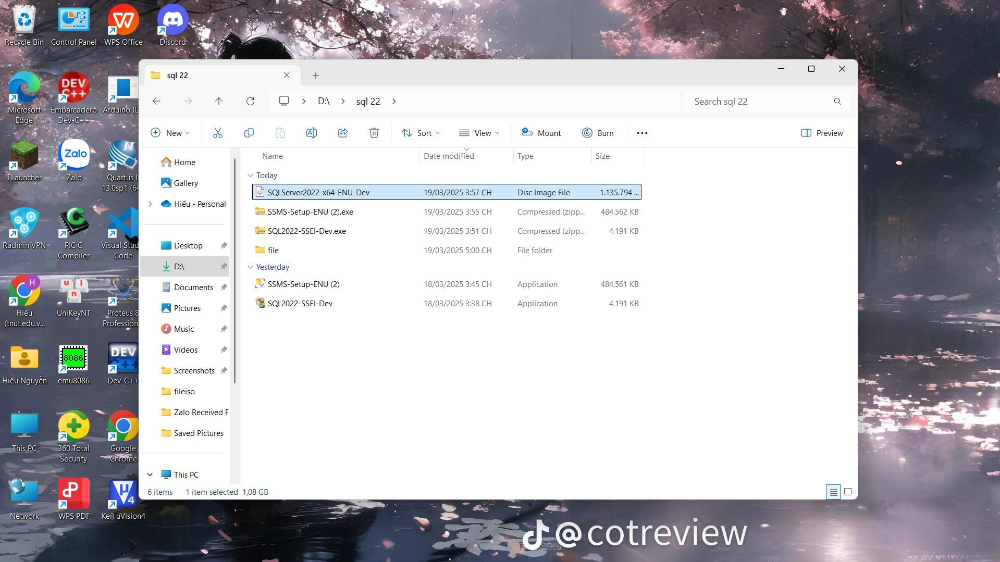 Recycle Bin
Control Panel
WPS Office
Discord
Microsoft Edge
DEV C++
Embarcadero Dev-C++
Arduino ID
TLauncher
Zalo
Zalo
Quartus I
13.0sp1 (64
Radmin VPN
PIC C Compiler
Visual Stud
Code
H
Hiếu (tnut.edu.v...
u i n
UniKeyNT
Proteus 8
Profession
Hiếu Nguyễn
8086
emu8086
DEV C++
Dev-C++
This PC
360 Total Security
Google Chrome
Network
WPS PDF
μ V 4
Keil uVision4
sql 22
D:\
sql 22
Search sql 22
New
Sort
View
Mount
Burn
Preview
Home
Gallery
Hiếu - Personal
Desktop
D:\
Documents
Pictures
Music
Videos
Screenshots
fileiso
Zalo Received F
Saved Pictures
This PC
Name Date modified Type Size
Today
SQLServer2022-x64-ENU-Dev 19/03/2025 3:57 CH Disc Image File 1.135.794 ...
SSMS-Setup-ENU (2).exe 19/03/2025 3:55 CH Compressed (zipp... 484.562 KB
SQL2022-SSEI-Dev.exe 19/03/2025 3:51 CH Compressed (zipp... 4.191 KB
file 19/03/2025 5:00 CH File folder
Yesterday
SSMS-Setup-ENU (2) 18/03/2025 3:45 CH Application 484.561 KB
SQL2022-SSEI-Dev 18/03/2025 3:38 CH Application 4.191 KB
6 items 1 item selected 1,08 GB
@cotreview